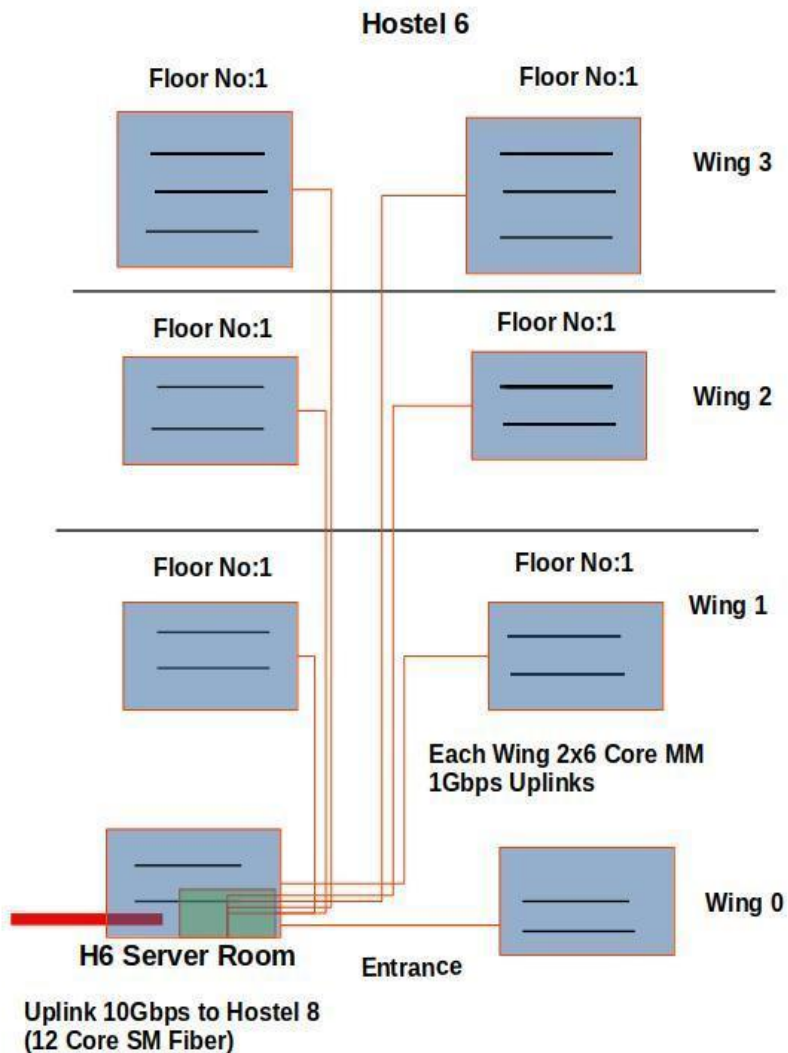 Hostel 6
Floor No:1
Floor No:1
Wing 3
Floor No:1
Floor No:1
Wing 2
Floor No:1
Floor No:1
Wing 1
Each Wing 2x6 Core MM
1Gbps Uplinks
Wing 0
H6 Server Room
Entrance
Uplink 10Gbps to Hostel 8
(12 Core SM Fiber)